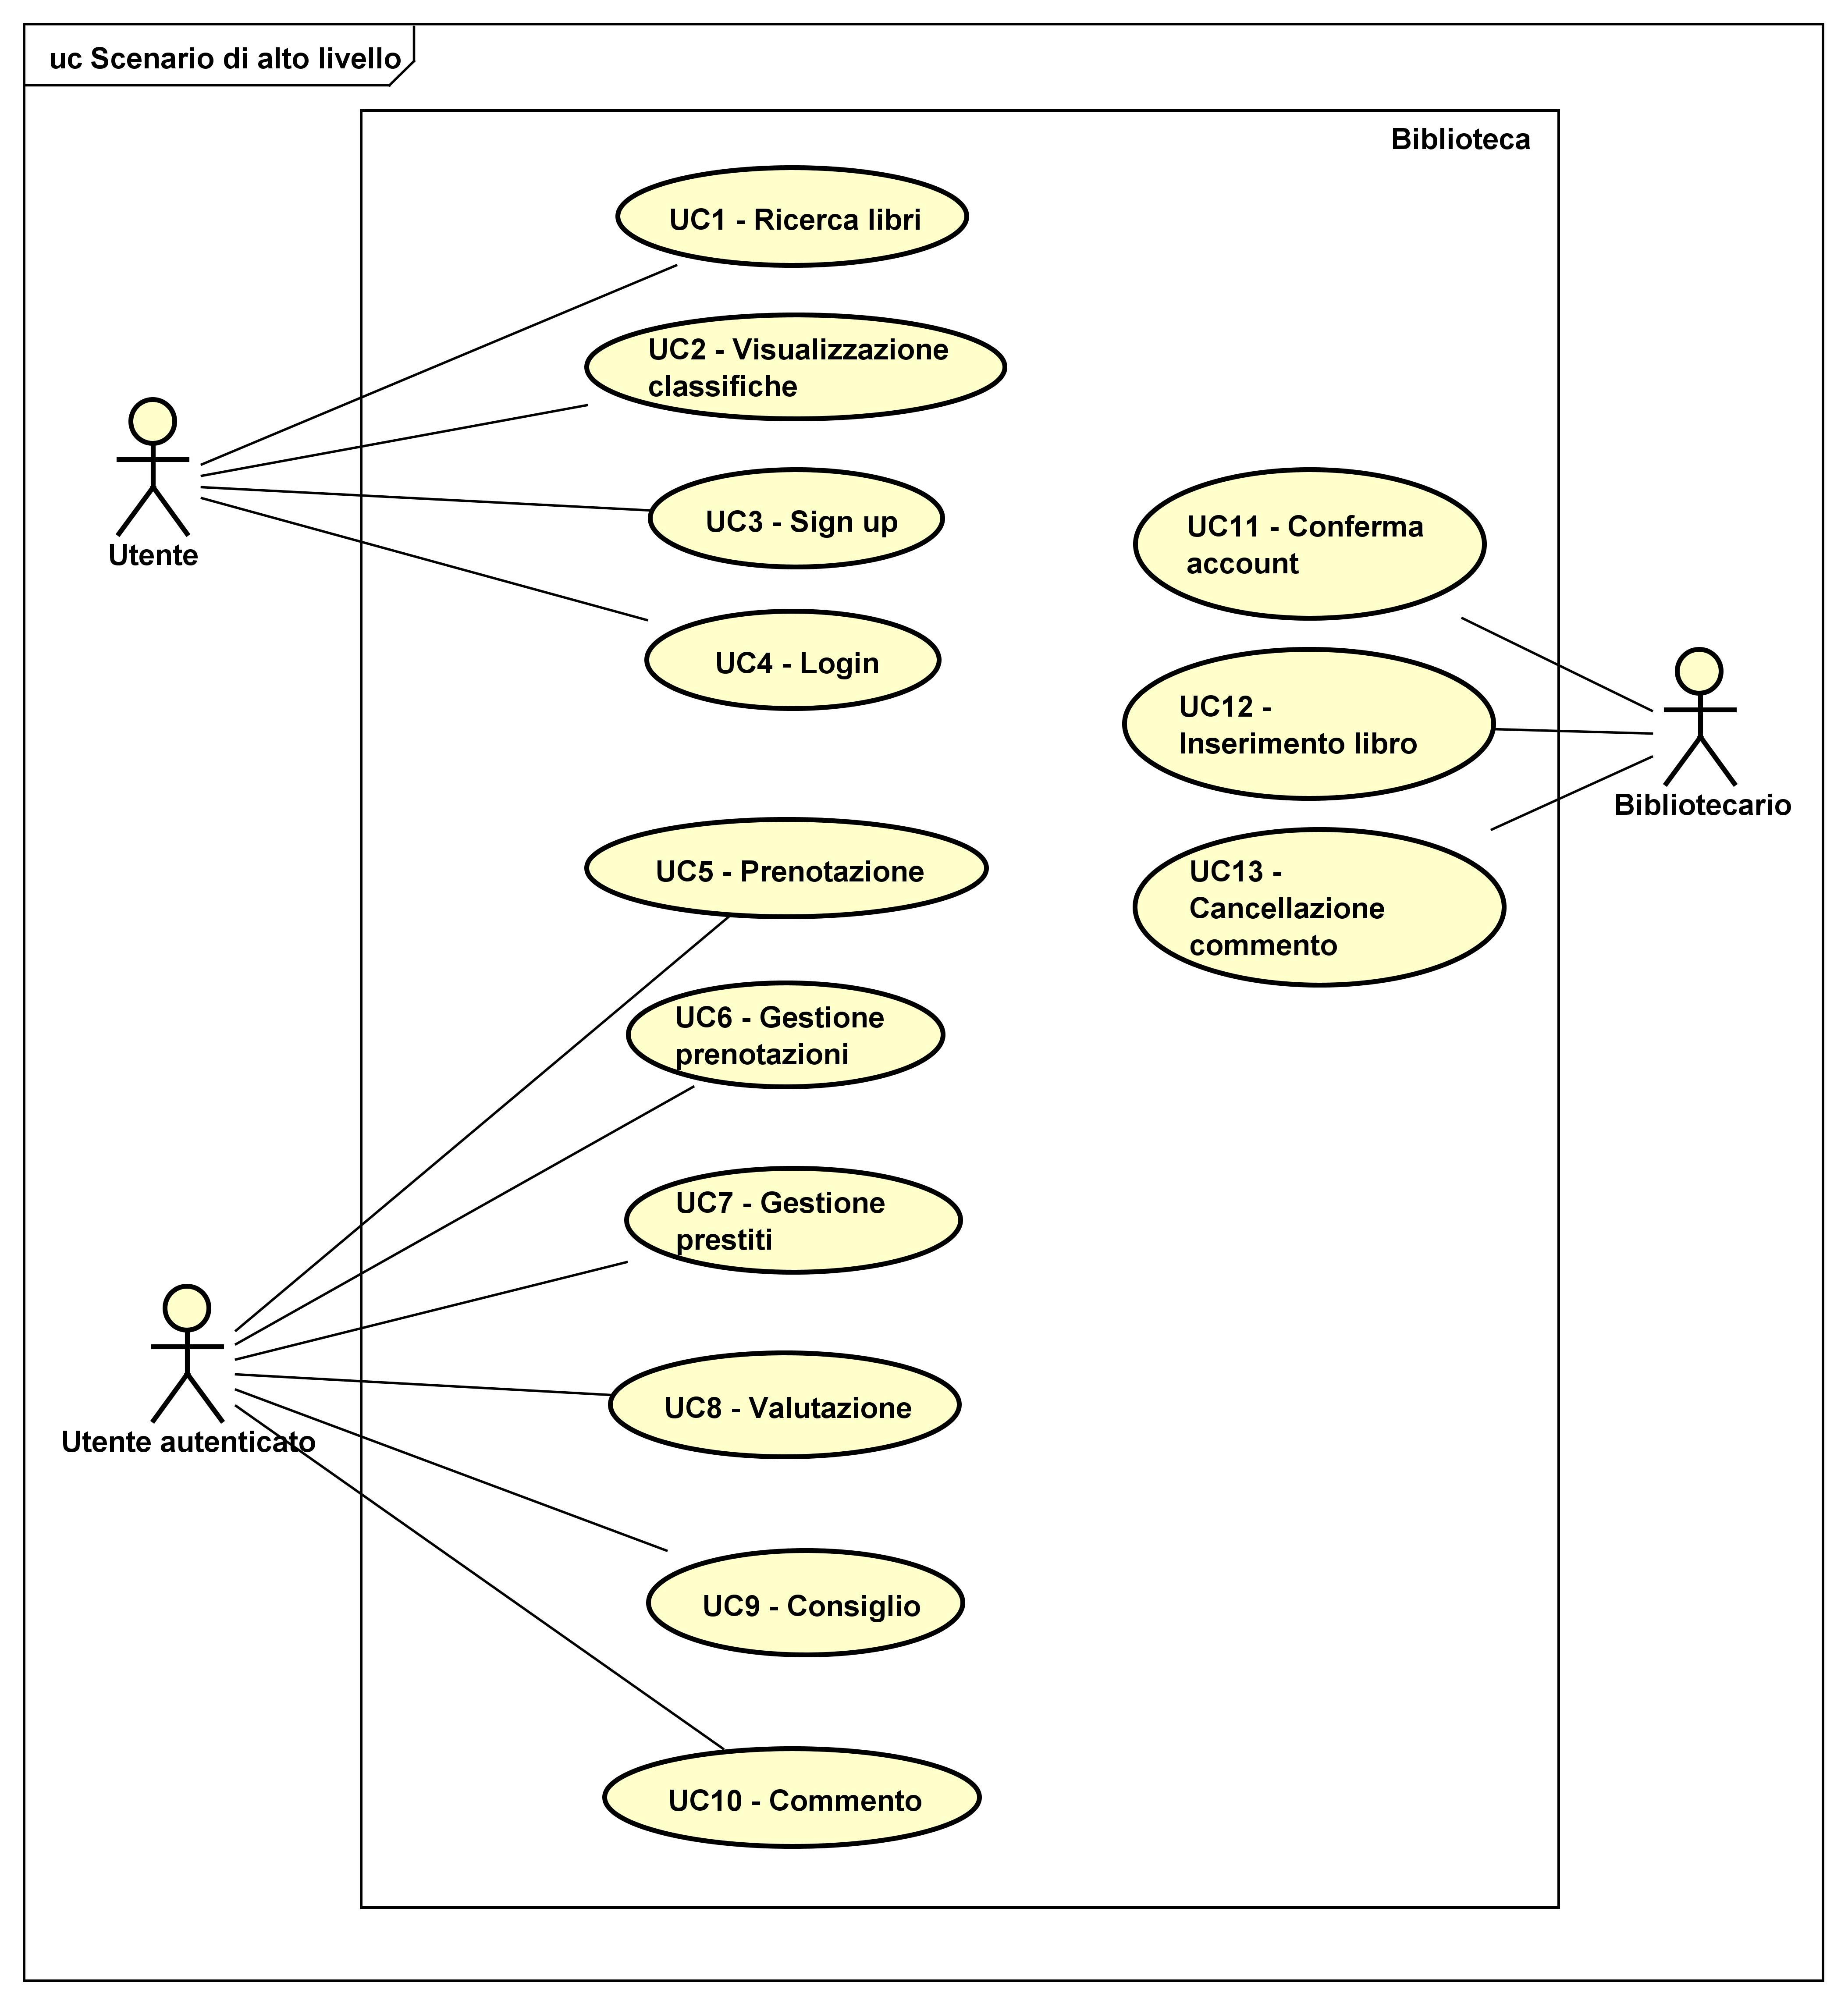 uc Scenario di alto livello
Biblioteca
UC1 - Ricerca libri
UC2 - Visualizzazione
classifiche
UC3 - Sign up
UC4 - Login
Utente
UC11 - Conferma
account
UC12 -
Inserimento libro
UC13 -
Cancellazione
commento
Bibliotecario
UC5 - Prenotazione
UC6 - Gestione
prenotazioni
UC7 - Gestione
prestiti
UC8 - Valutazione
Utente autenticato
UC9 - Consiglio
UC10 - Commento